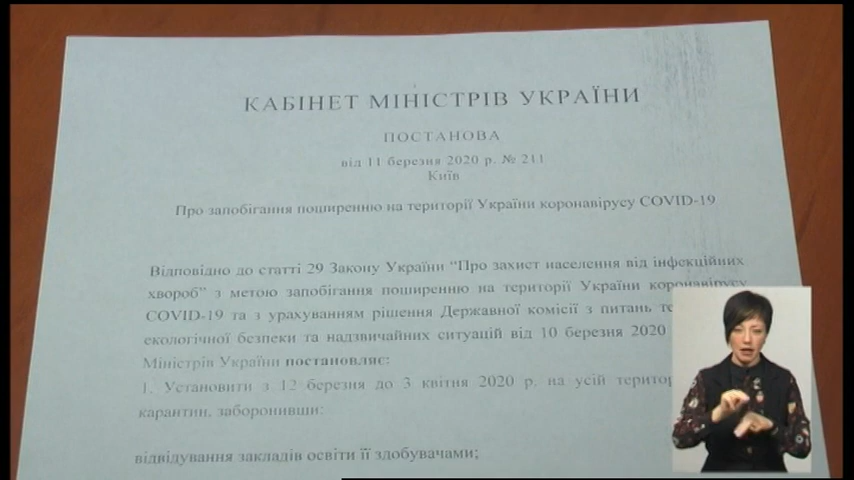 КАБІНЕТ МІНІСТРІВ УКРАЇНИ
ПОСТАНОВА
від 11 березня 2020 р. № 211
Київ
Про запобігання поширенню на території України коронавірусу COVID-19
Відповідно до статті 29 Закону України “Про захист населення від інфекційних
хвороб” з метою запобігання поширенню на території України коронавірусу
COVID-19 та з урахуванням рішення Державної комісії з питань
екологічної безпеки та надзвичайних ситуацій від 10 березня 2020
Міністрів України постановляє:
1. Установити з 12 березня до 3 квітня 2020 р. на усій
карантин, заборонивши:
відвідування закладів освіти її здобувачами;